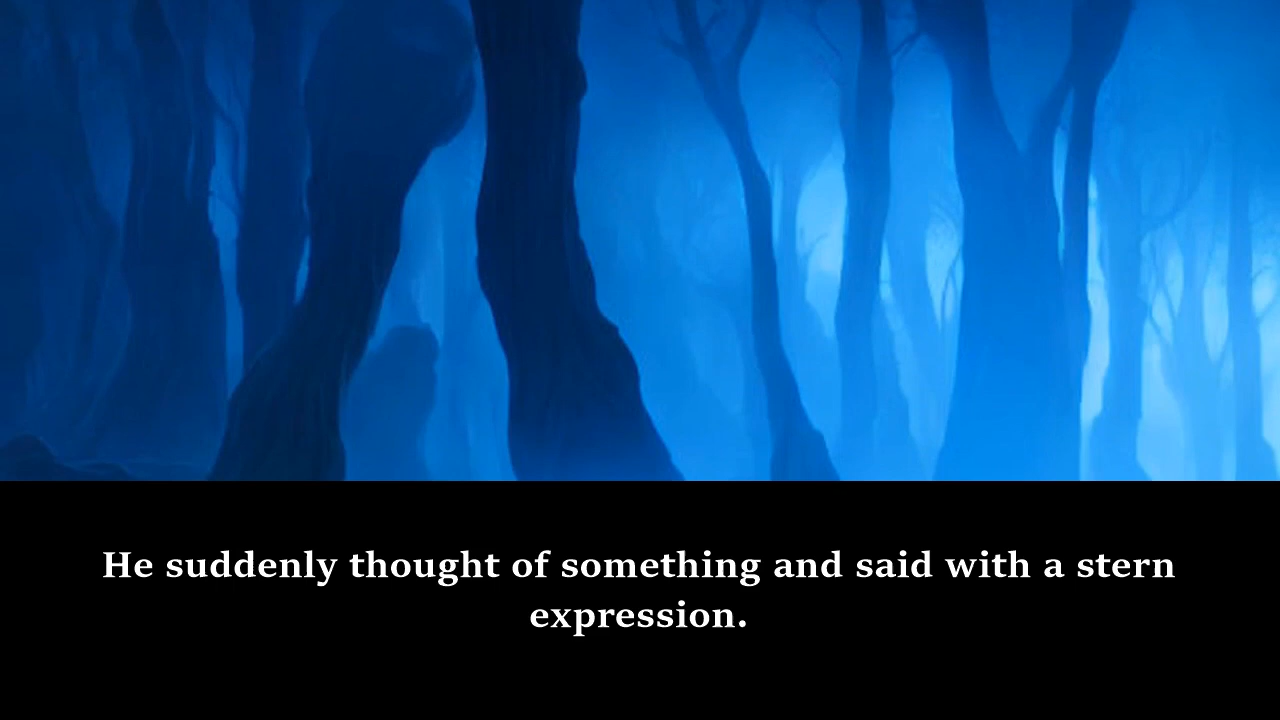 He suddenly thought of something and said with a stern
expression.